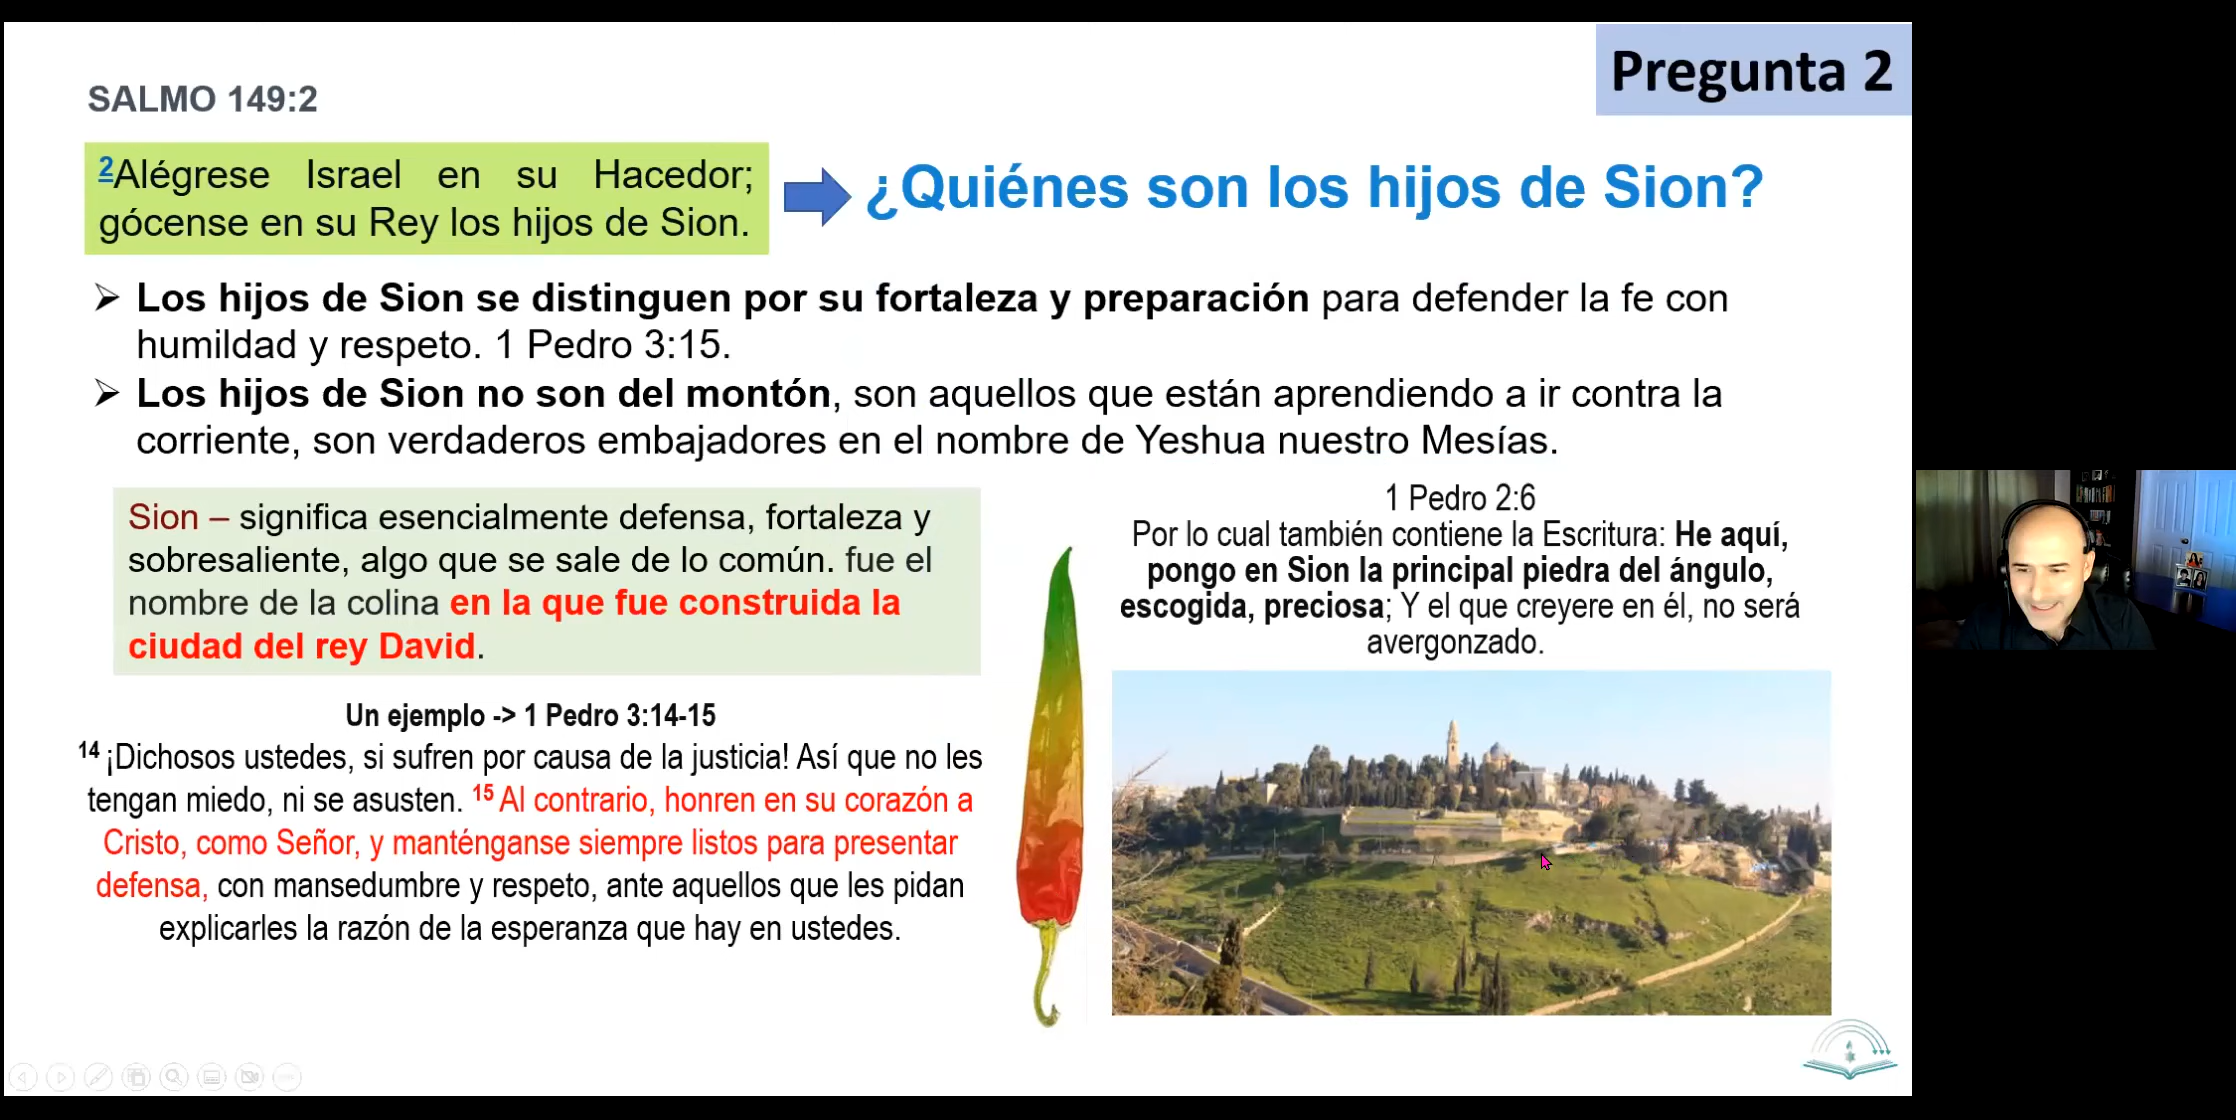 Pregunta 2
SALMO 149:2
2Alégrese Israel en su Hacedor;
gócense en su Rey los hijos de Sion.
¿Quiénes son los hijos de Sion?
➢ Los hijos de Sion se distinguen por su fortaleza y preparación para defender la fe con
humildad y respeto. 1 Pedro 3:15.
➢ Los hijos de Sion no son del montón, son aquellos que están aprendiendo a ir contra la
corriente, son verdaderos embajadores en el nombre de Yeshua nuestro Mesías.
Sion – significa esencialmente defensa, fortaleza y
sobresaliente, algo que se sale de lo común. fue el
nombre de la colina en la que fue construida la
ciudad del rey David.
Un ejemplo -> 1 Pedro 3:14-15
14 ¡Dichosos ustedes, si sufren por causa de la justicia! Así que no les
tengan miedo, ni se asusten. 15 Al contrario, honren en su corazón a
Cristo, como Señor, y manténganse siempre listos para presentar
defensa, con mansedumbre y respeto, ante aquellos que les pidan
explicarles la razón de la esperanza que hay en ustedes.
1 Pedro 2:6
Por lo cual también contiene la Escritura: He aquí,
pongo en Sion la principal piedra del ángulo,
escogida, preciosa; Y el que creyere en él, no será
avergonzado.